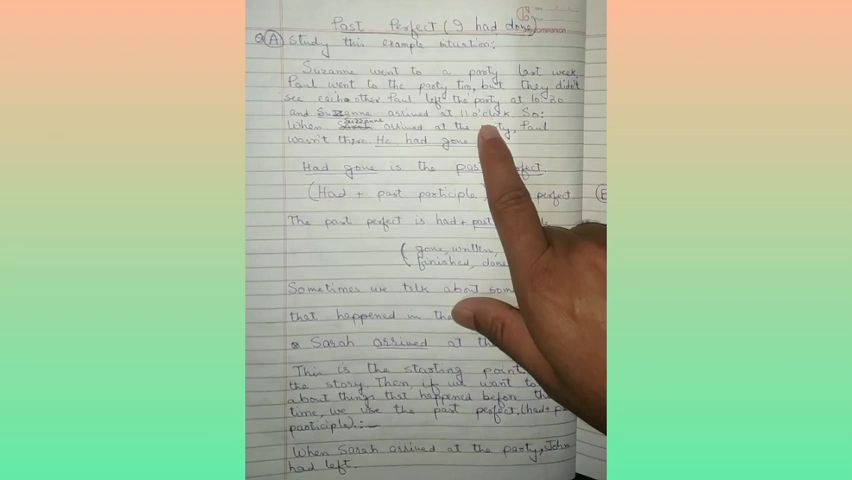 Past Perfect (I had done)
(A) Study this example situation:
Suzanne went to a party last week.
Paul went to the party too, but they didn't
see each other Paul left the party at 10:30
and Suzanne arrived at 11 o'clock. So:
When Suzanne arrived at the party, Paul
wasn't there. He had gone
Had gone is the past perfect.
(Had + past participle) perfect
The past perfect is had + past
(gone, written,
finished, done
Sometimes we talk about
that happened in the
Sarah arrived at the
This is the starting point
the story. Then, if we want to
about things that happened before
time, we use the past perfect. (had +
participle):-
When Sarah arrived at the party, John
had left.